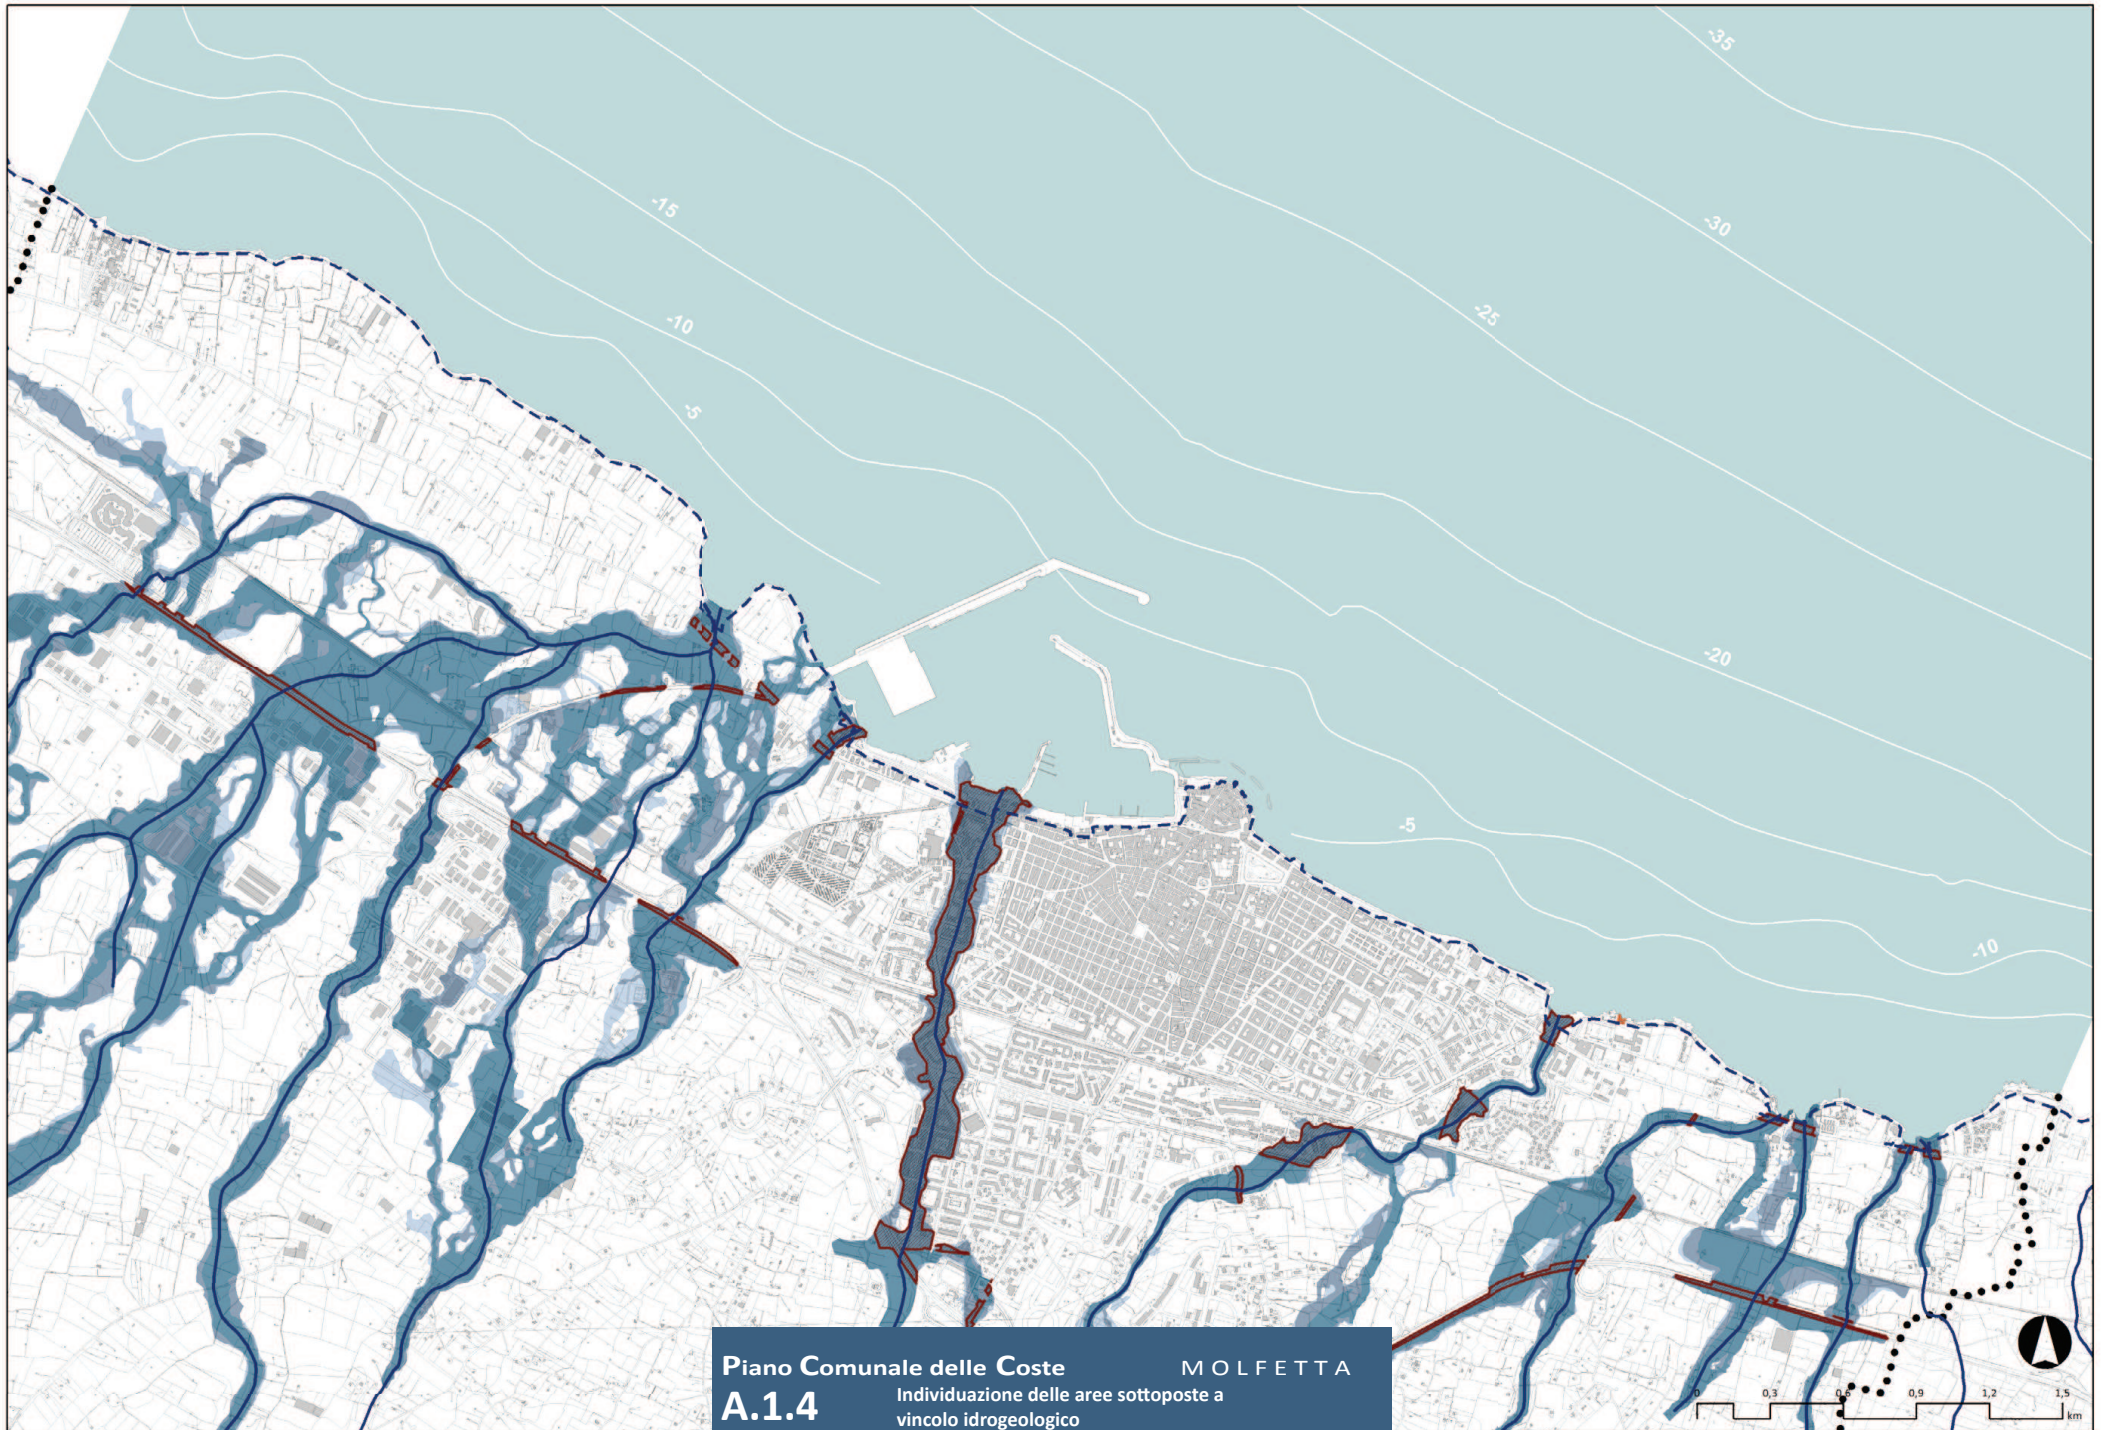 -35
-30
-15
-25
-10
-5
-20
-5
-10
Piano Comunale delle Coste MOLFETTA
A.1.4 Individuazione delle aree sottoposte a
vincolo idrogeologico
0 0,3 0,6 0,9 1,2 1,5
km